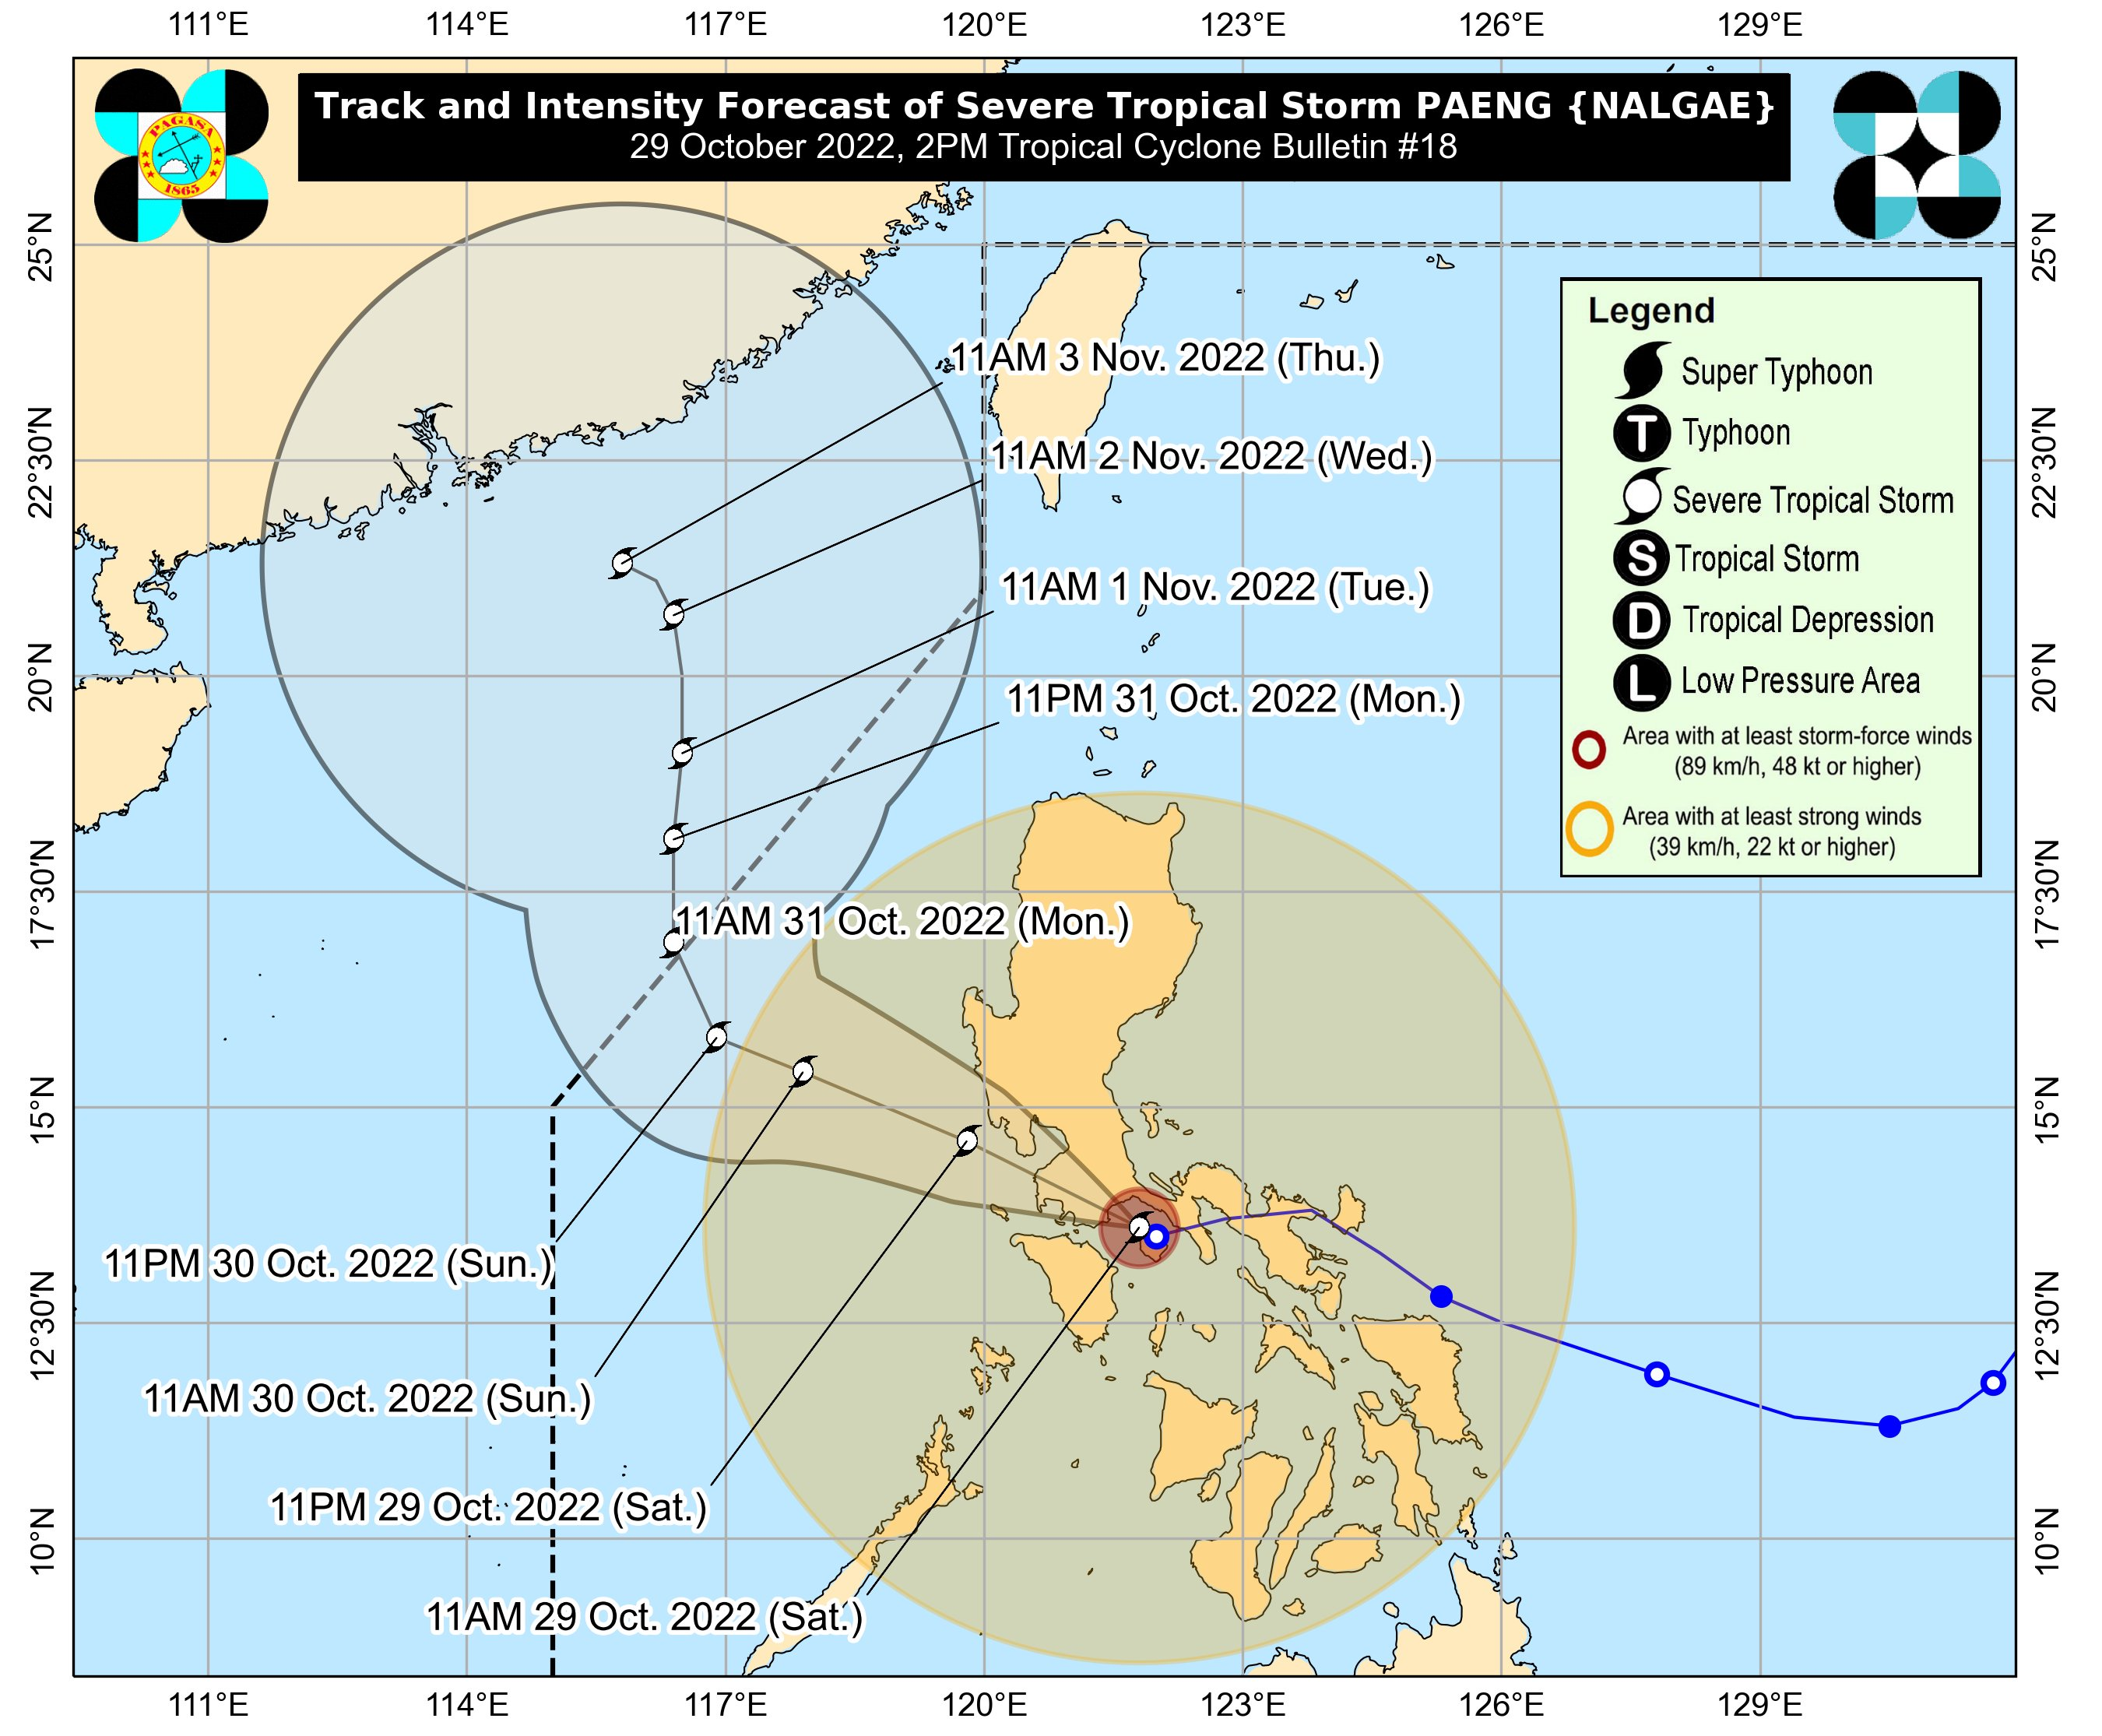 111°E 114°E 117°E 120°E 123°E 126°E 129°E
Track and Intensity Forecast of Severe Tropical Storm PAENG {NALGAE}
29 October 2022, 2PM Tropical Cyclone Bulletin #18
PAGASA
1865
25°N
25°N
Legend
Super Typhoon
T Typhoon
Severe Tropical Storm
S Tropical Storm
D Tropical Depression
L Low Pressure Area
Area with at least storm-force winds
(89 km/h, 48 kt or higher)
Area with at least strong winds
(39 km/h, 22 kt or higher)
11AM 3 Nov. 2022 (Thu.)
22°30'N
11AM 2 Nov. 2022 (Wed.)
22°30'N
11AM 1 Nov. 2022 (Tue.)
20°N
11PM 31 Oct. 2022 (Mon.)
20°N
17°30'N
11AM 31 Oct. 2022 (Mon.)
17°30'N
15°N
15°N
11PM 30 Oct. 2022 (Sun.)
12°30'N
12°30'N
11AM 30 Oct. 2022 (Sun.)
11PM 29 Oct. 2022 (Sat.)
10°N
10°N
11AM 29 Oct. 2022 (Sat.)
111°E 114°E 117°E 120°E 123°E 126°E 129°E